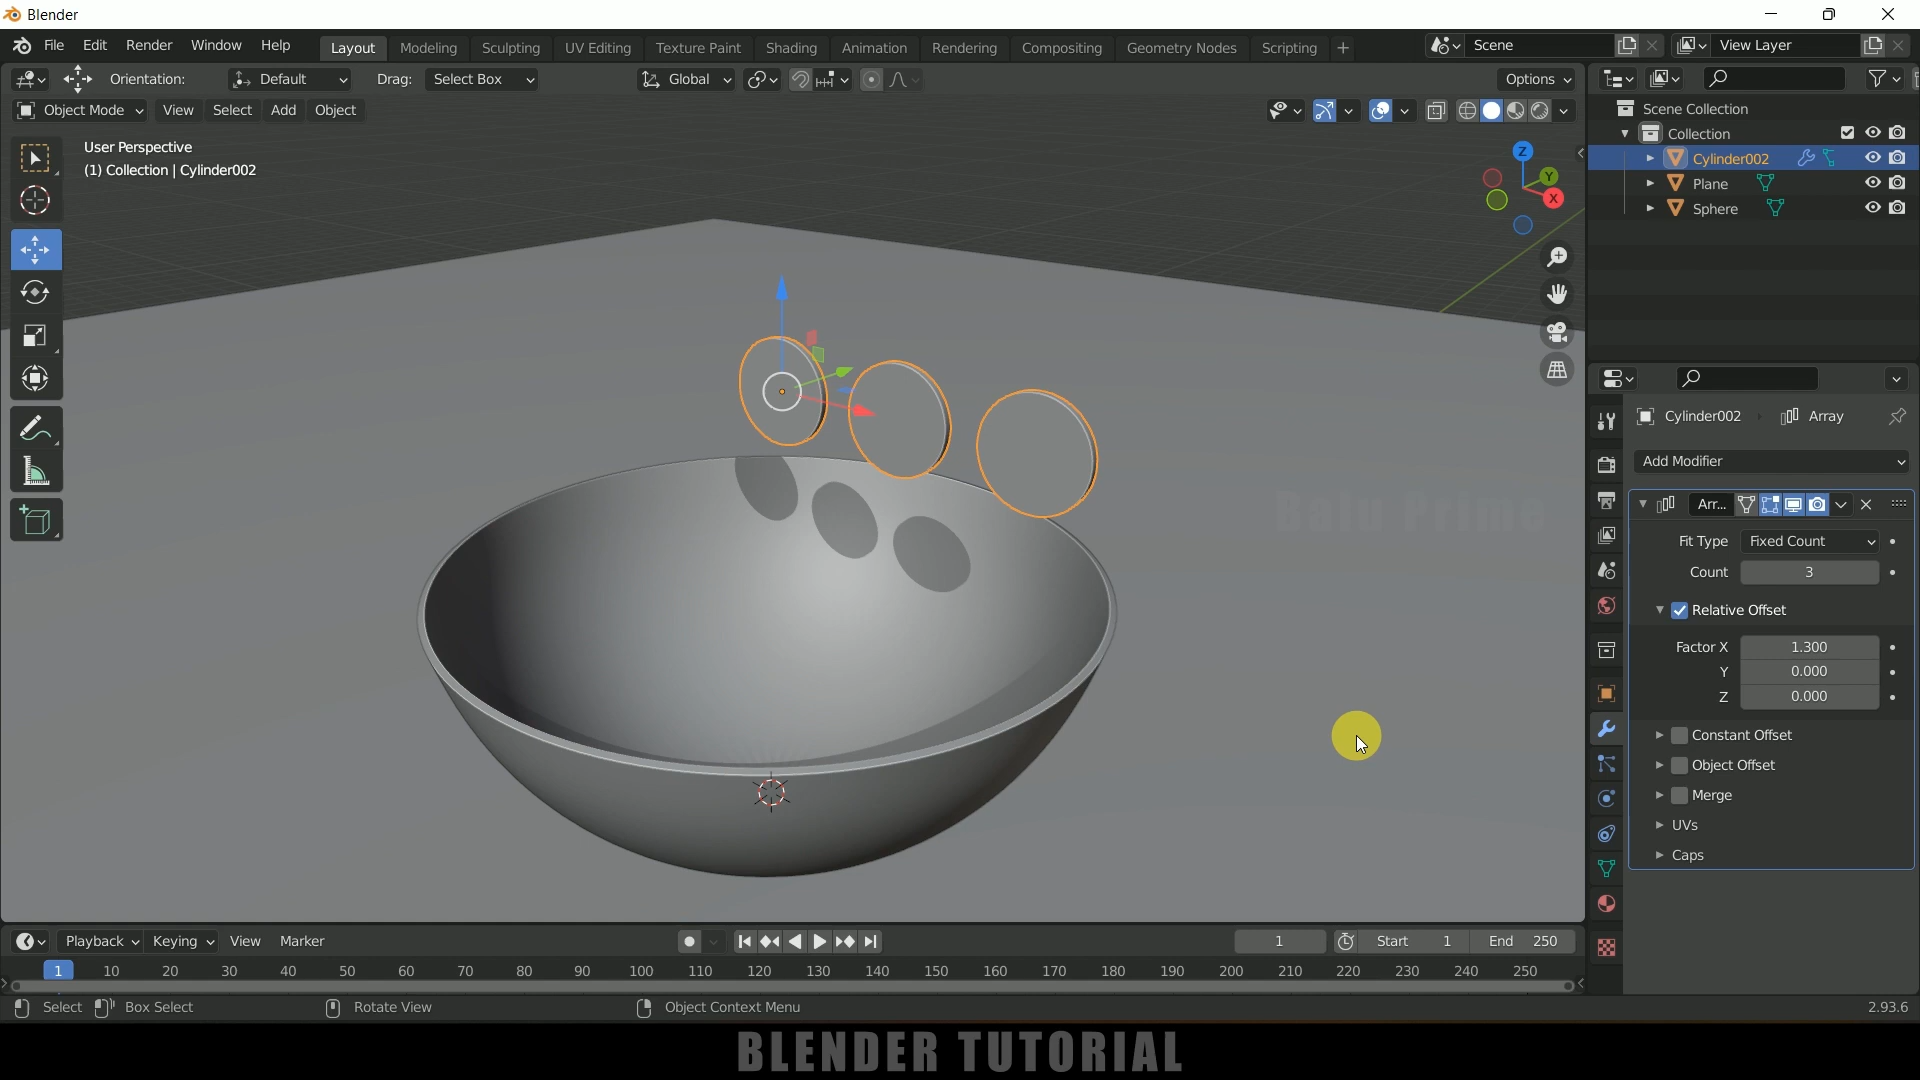 Blender
File Edit Render Window Help Layout Modeling Sculpting UV Editing Texture Paint Shading Animation Rendering Compositing Geometry Nodes Scripting + Scene View Layer
Orientation: Default Drag: Select Box Global Options
Object Mode View Select Add Object
User Perspective
(1) Collection | Cylinder002
Z
Y
X
Scene Collection
Collection
Cylinder002
Plane
Sphere
Cylinder002 Array
Add Modifier
Arr...
Fit Type Fixed Count
Count 3
Relative Offset
Factor X 1.300
Y 0.000
Z 0.000
Constant Offset
Object Offset
Merge
UVs
Caps
Balu Prime
Playback Keying View Marker 1 Start 1 End 250
1 10 20 30 40 50 60 70 80 90 100 110 120 130 140 150 160 170 180 190 200 210 220 230 240 250
Select Box Select Rotate View Object Context Menu 2.93.6
BLENDER TUTORIAL